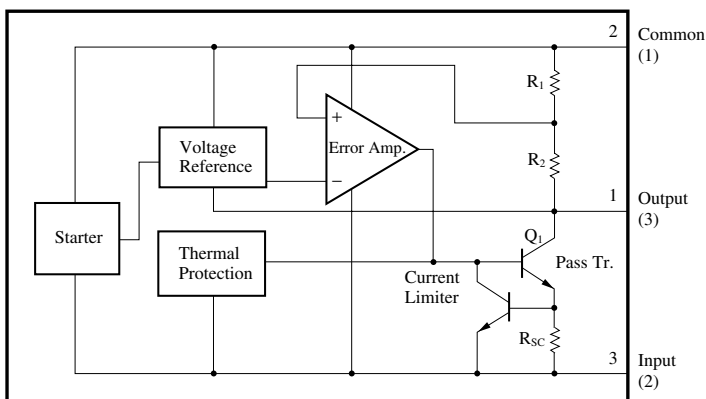 2 Common
(1)
R1
+
Voltage
Reference
Error Amp.
R2
−
1 Output
(3)
Starter
Thermal
Protection
Q1
Pass Tr.
Current
Limiter
RSC
3 Input
(2)